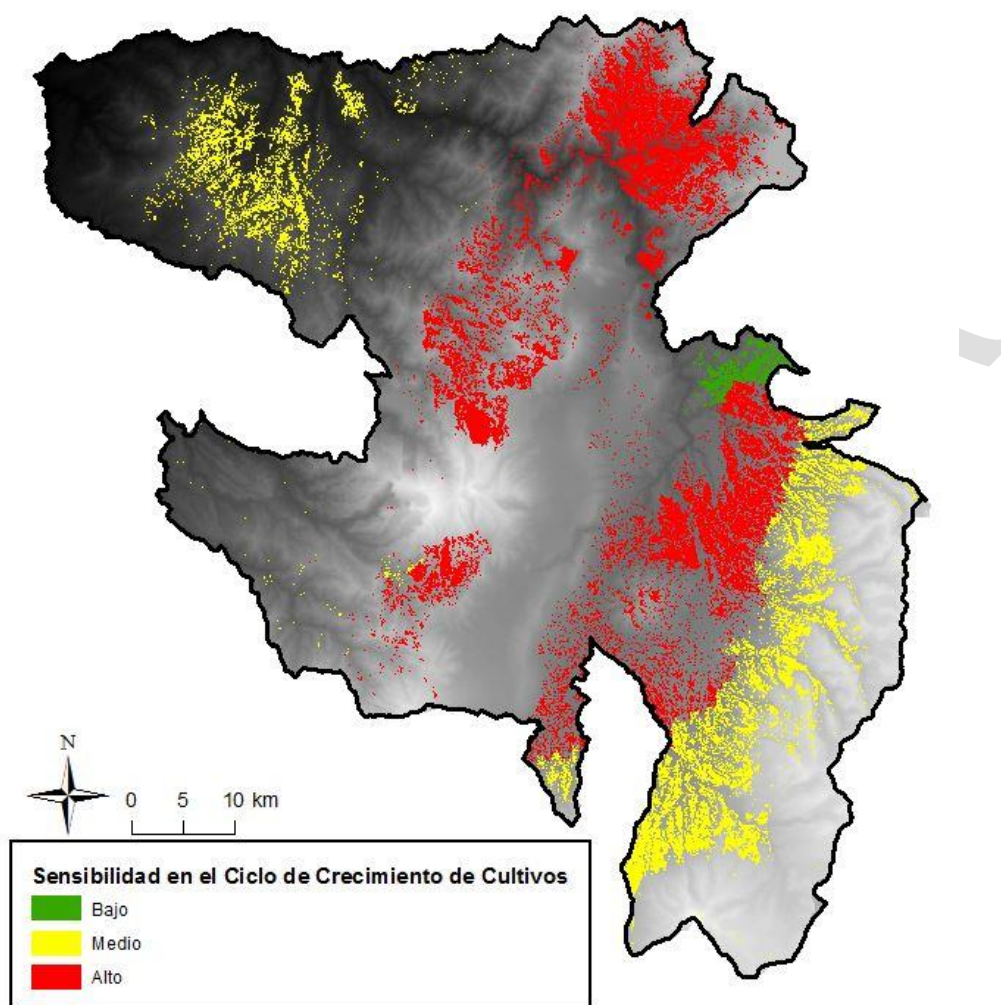 N
0 5 10 km
Sensibilidad en el Ciclo de Crecimiento de Cultivos
Bajo
Medio
Alto